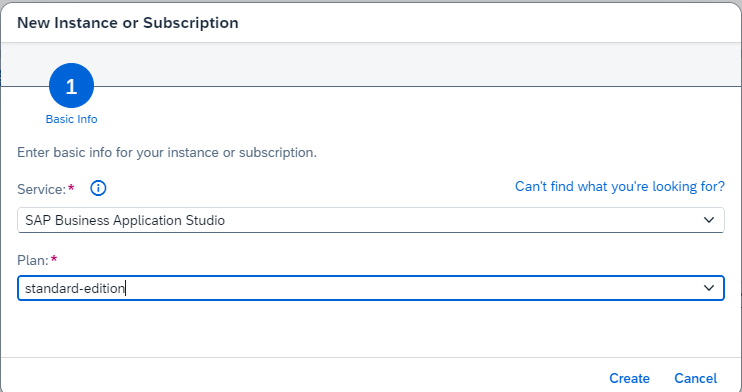 New Instance or Subscription
1
Basic Info
Enter basic info for your instance or subscription.
Service:* Can't find what you're looking for?
SAP Business Application Studio
Plan:*
standard-edition
Create Cancel